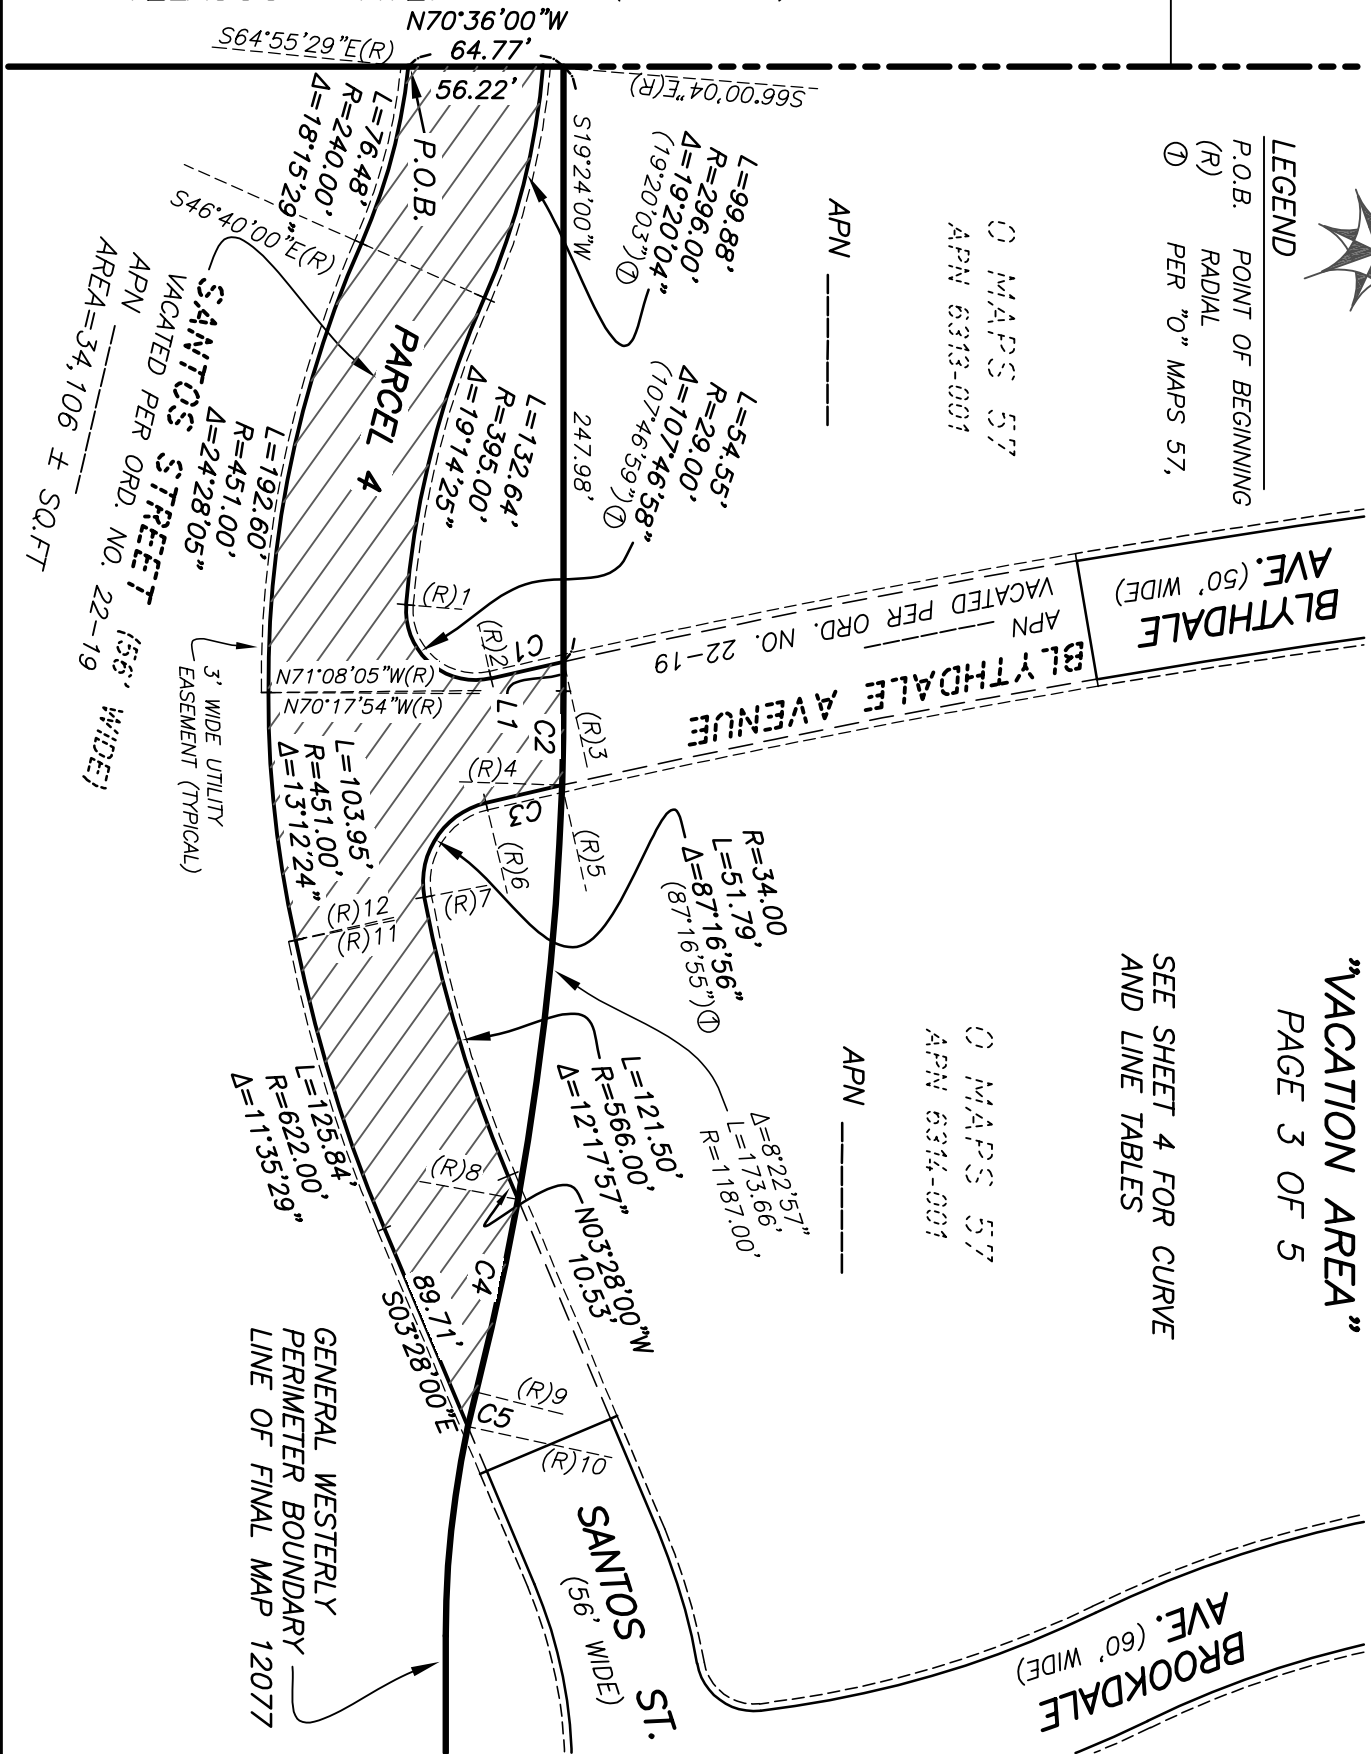 "VACATION AREA"
PAGE 3 OF 5
SEE SHEET 4 FOR CURVE
AND LINE TABLES
LEGEND
P.O.B. POINT OF BEGINNING
(R) RADIAL
① PER "O" MAPS 57,
BLYTHDALE
AVE. (50' WIDE)
BROOKDALE
AVE. (60' WIDE)
O MAPS 57
APN 6313-001
APN
O MAPS 57
APN 6314-001
APN
BLYTHDALE AVENUE
APN
VACATED PER ORD. NO. 22-19
N70°36'00"W
64.77'
56.22'
S64°55'29"E(R)
S66°00'04"E(R)
S19°24'00"W
247.98'
L=99.88'
R=296.00'
Δ=19°20'04"
(19°20'03")①
L=54.55'
R=29.00'
Δ=107°46'58"
(107°46'59")①
L=132.64'
R=395.00'
Δ=19°14'25"
P.O.B.
L=76.48'
R=240.00'
Δ=18°15'29"
S46°40'00"E(R)
PARCEL 4
SANTOS STREET (56' WIDE)
VACATED PER ORD. NO. 22-19
APN
AREA=34,106 ± SQ.FT
L=192.60'
R=451.00'
Δ=24°28'05"
3' WIDE UTILITY
EASEMENT (TYPICAL)
N71°08'05"W(R)
N70°17'54"W(R)
(R)1
(R)2
C1
L1
C2
(R)3
(R)4
C3
(R)5
(R)6
(R)7
R=34.00
L=51.79'
Δ=87°16'56"
(87°16'55")①
L=103.95'
R=451.00'
Δ=13°12'24"
(R)12
(R)11
Δ=8°22'57"
L=173.66'
R=1187.00'
L=121.50'
R=566.00'
Δ=12°17'57"
(R)8
N03°28'00"W
10.53'
L=125.84'
R=622.00'
Δ=11°35'29"
C4
89.71'
S03°28'00"E
(R)9
C5
(R)10
SANTOS ST.
(56' WIDE)
GENERAL WESTERLY
PERIMETER BOUNDARY
LINE OF FINAL MAP 12077